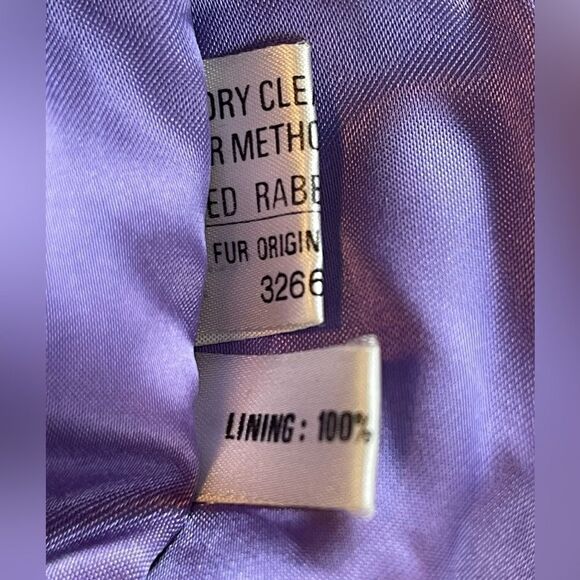 DRY CLE
R METHO
ED RABB
FUR ORIGIN
3266
LINING: 100%